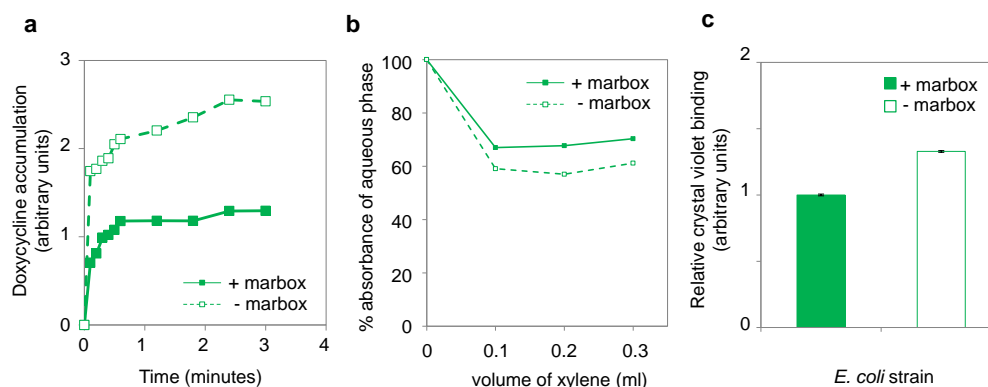 a
Doxycycline accumulation
(arbitrary units)
3
2
1
0
0
1
2
3
4
Time (minutes)
+ marbox
- marbox
b
% absorbance of aqueous phase
100
80
60
40
20
0
0
0.1
0.2
0.3
volume of xylene (ml)
+ marbox
- marbox
c
Relative crystal violet binding
(arbitrary units)
2
1
0
+ marbox
- marbox
E. coli strain